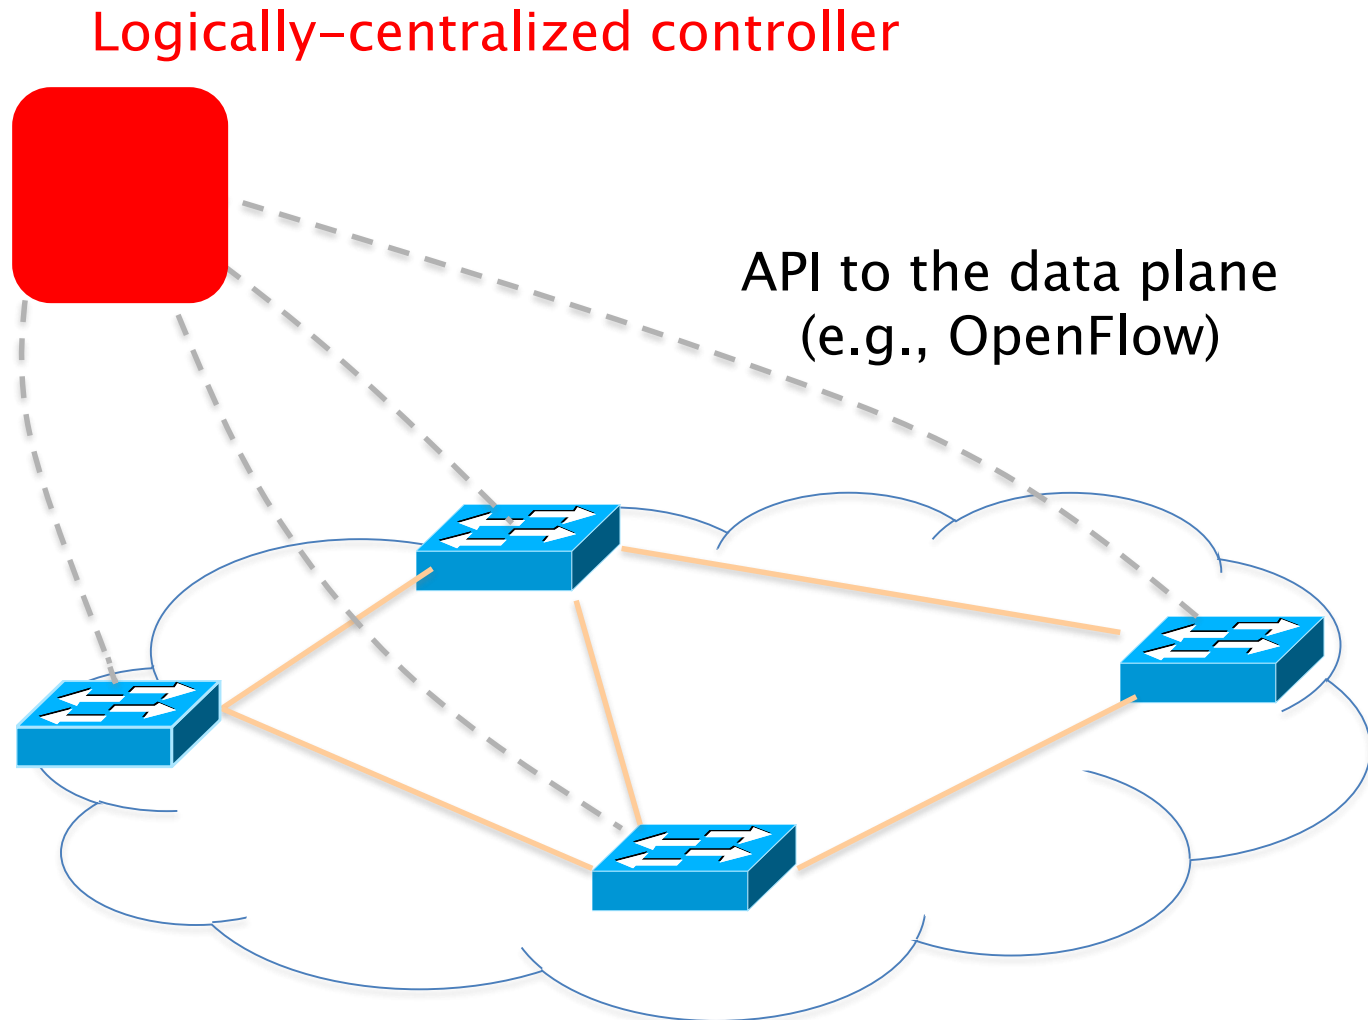 Logically-centralized controller
API to the data plane
(e.g., OpenFlow)